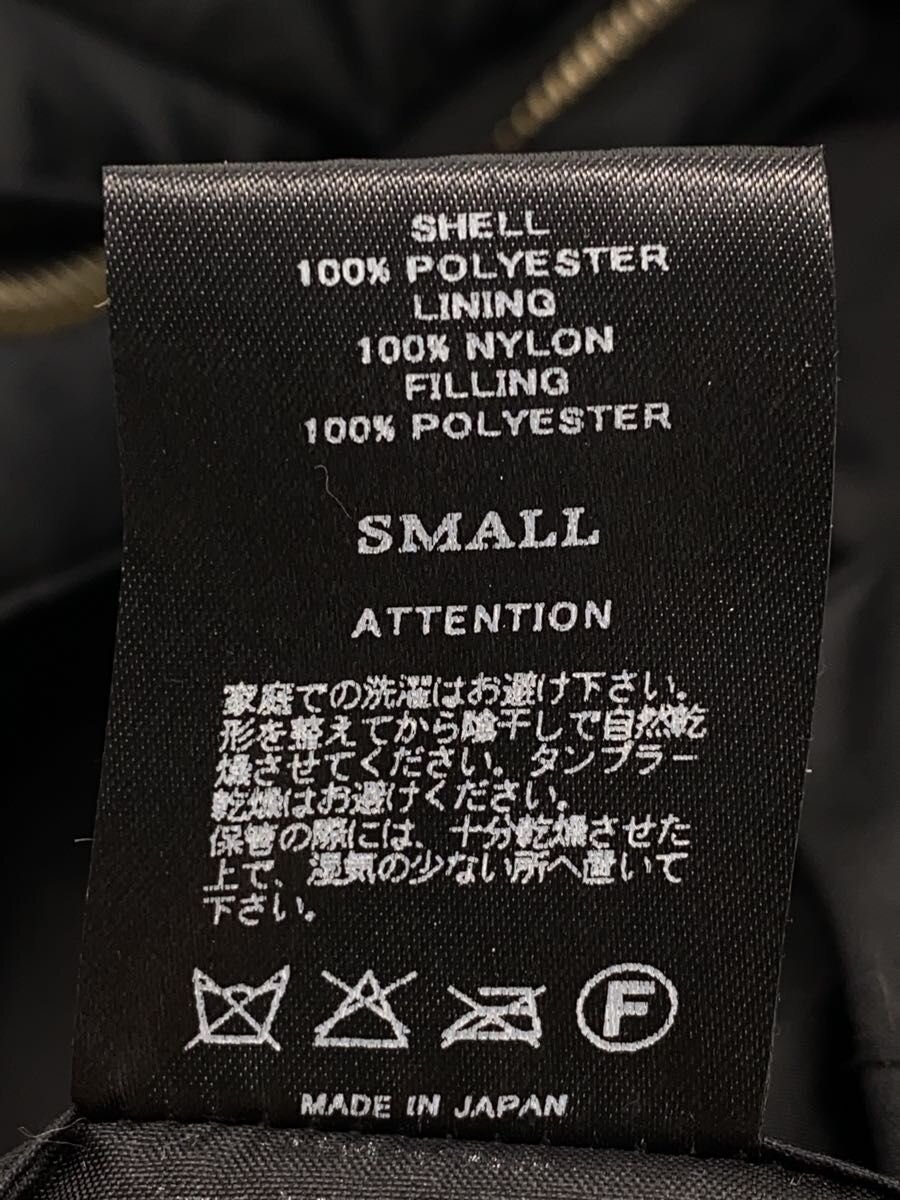 SHELL
100% POLYESTER
LINING
100% NYLON
FILLING
100% POLYESTER
SMALL
ATTENTION
家庭での洗濯はお避け下さい。
形を整えてから陰干しで自然乾
燥させてください。タンブラー
乾燥はお避けください。
保管の際には、十分乾燥させた
上で、湿気の少ない所へ置いて
下さい。
F
MADE IN JAPAN